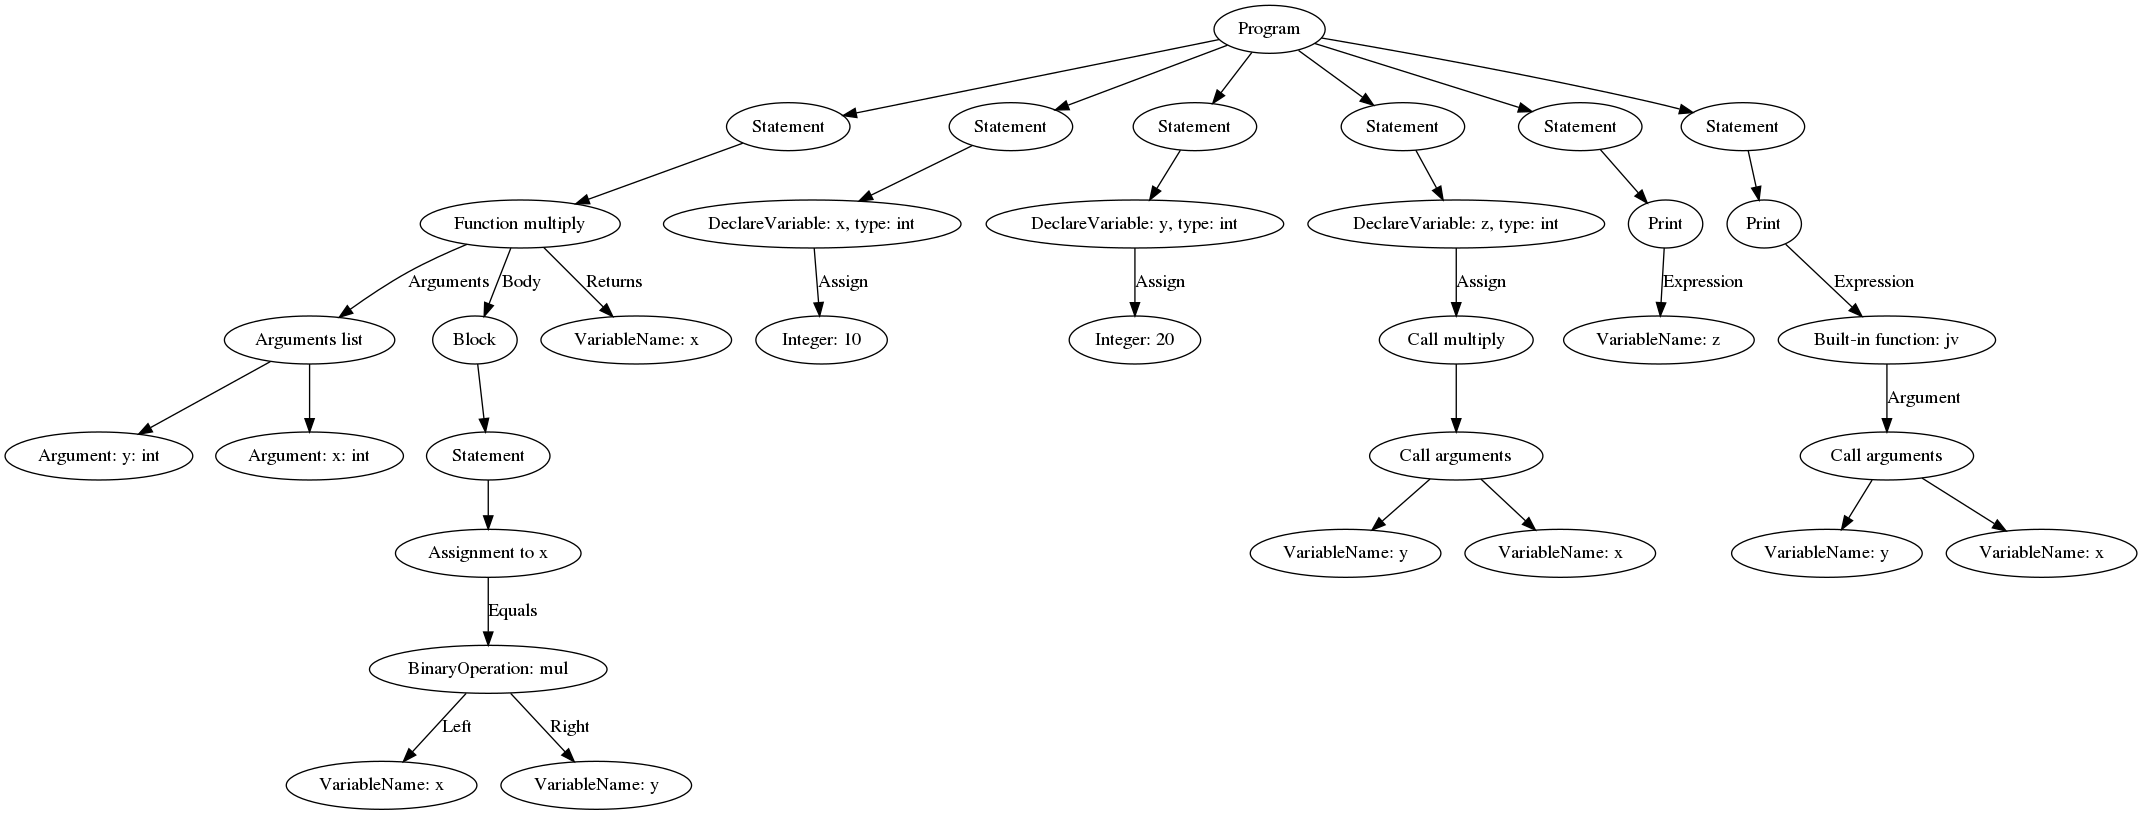 Program
Statement
Statement
Statement
Statement
Statement
Statement
Function multiply
DeclareVariable: x, type: int
DeclareVariable: y, type: int
DeclareVariable: z, type: int
Print
Print
Arguments
Body
Returns
Assign
Assign
Assign
Expression
Expression
Arguments list
Block
VariableName: x
Integer: 10
Integer: 20
Call multiply
VariableName: z
Built-in function: jv
Argument
Argument: y: int
Argument: x: int
Statement
Call arguments
Call arguments
Assignment to x
VariableName: y
VariableName: x
VariableName: y
VariableName: x
Equals
BinaryOperation: mul
Left
Right
VariableName: x
VariableName: y